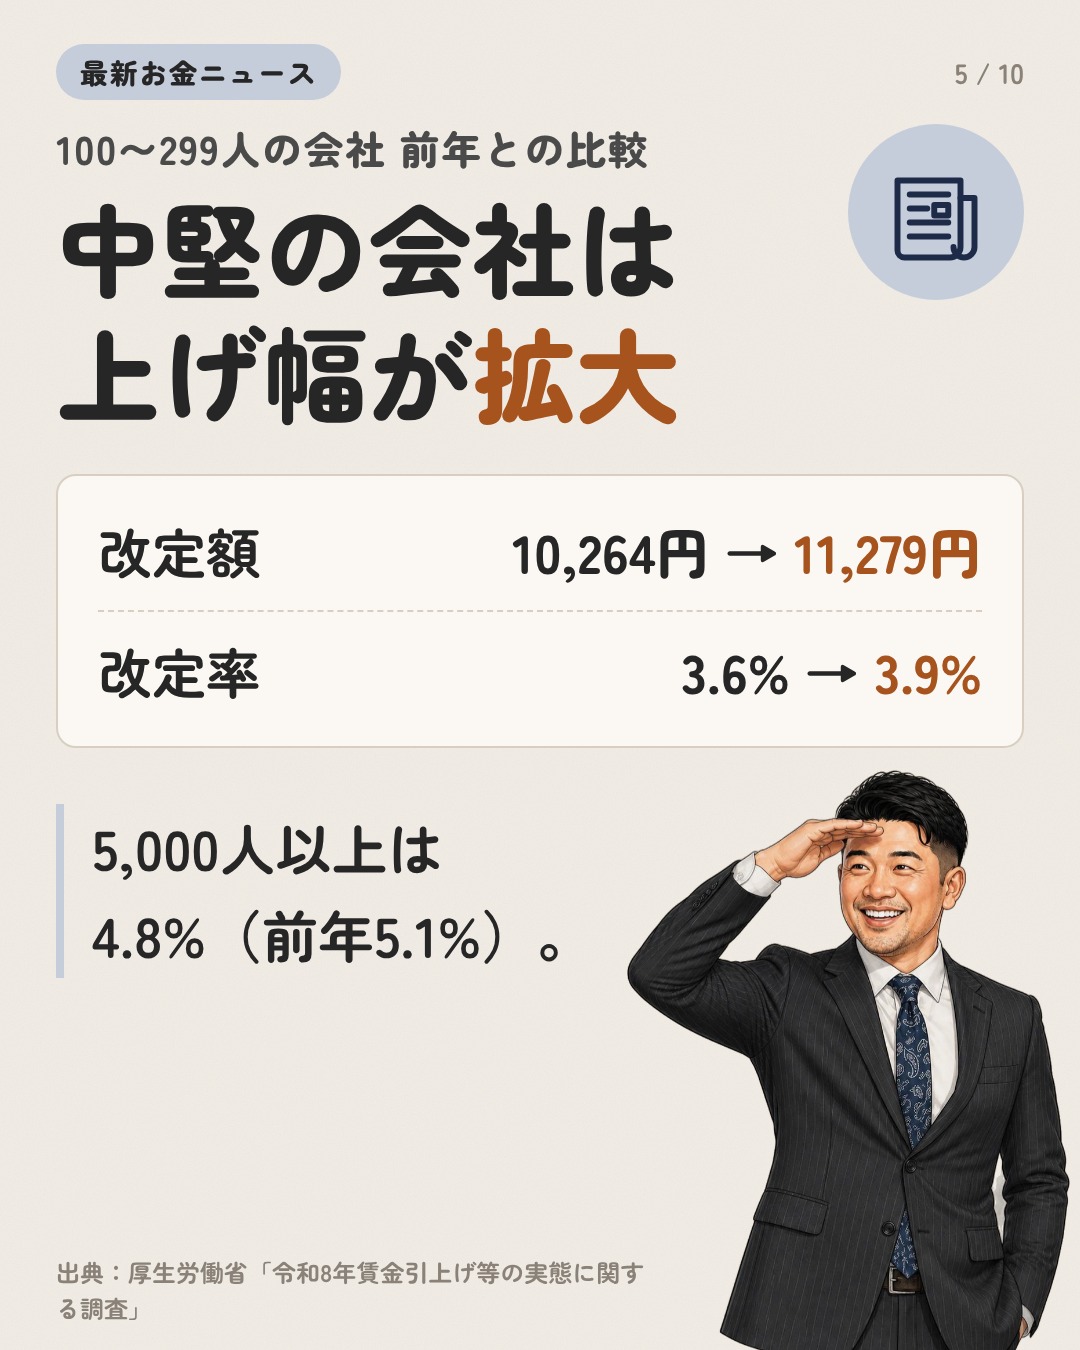 最新お金ニュース
5 / 10
100〜299人の会社 前年との比較
中堅の会社は
上げ幅が拡大
改定額 10,264円 → 11,279円
改定率 3.6% → 3.9%
5,000人以上は
4.8%（前年5.1%）。
出典：厚生労働省「令和8年賃金引上げ等の実態に関す
る調査」